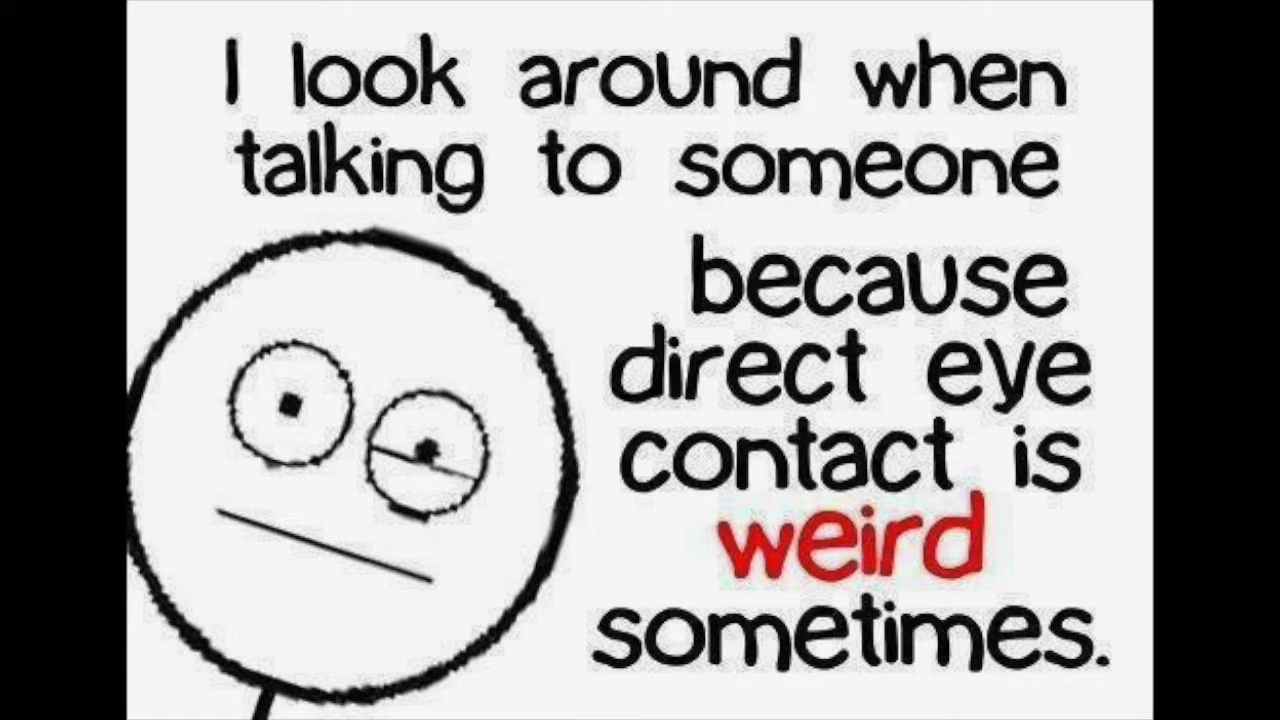 I look around when
talking to someone
because
direct eye
contact is
weird
sometimes.